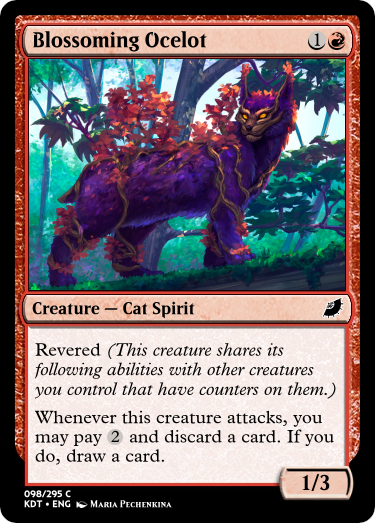 Blossoming Ocelot 1
Creature — Cat Spirit
Revered (This creature shares its
following abilities with other creatures
you control that have counters on them.)
Whenever this creature attacks, you
may pay 2 and discard a card. If you
do, draw a card.
1/3
098/295 C
KDT • ENG Maria Pechenkina